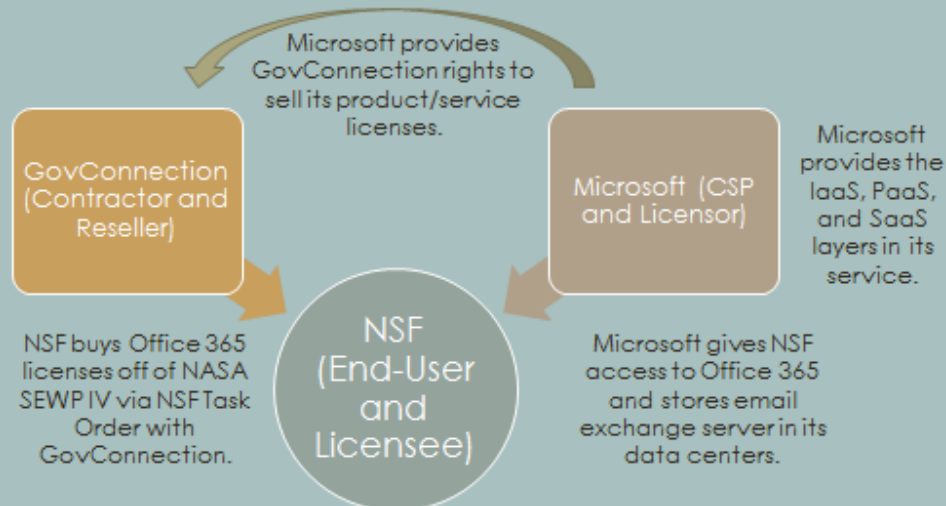 Microsoft provides
GovConnection rights to
sell its product/service
licenses.
GovConnection
(Contractor and
Reseller)
Microsoft (CSP
and Licensor)
Microsoft
provides the
IaaS, PaaS,
and SaaS
layers in its
service.
NSF
(End-User
and
Licensee)
NSF buys Office 365
licenses off of NASA
SEWP IV via NSF Task
Order with
GovConnection.
Microsoft gives NSF
access to Office 365
and stores email
exchange server in its
data centers.